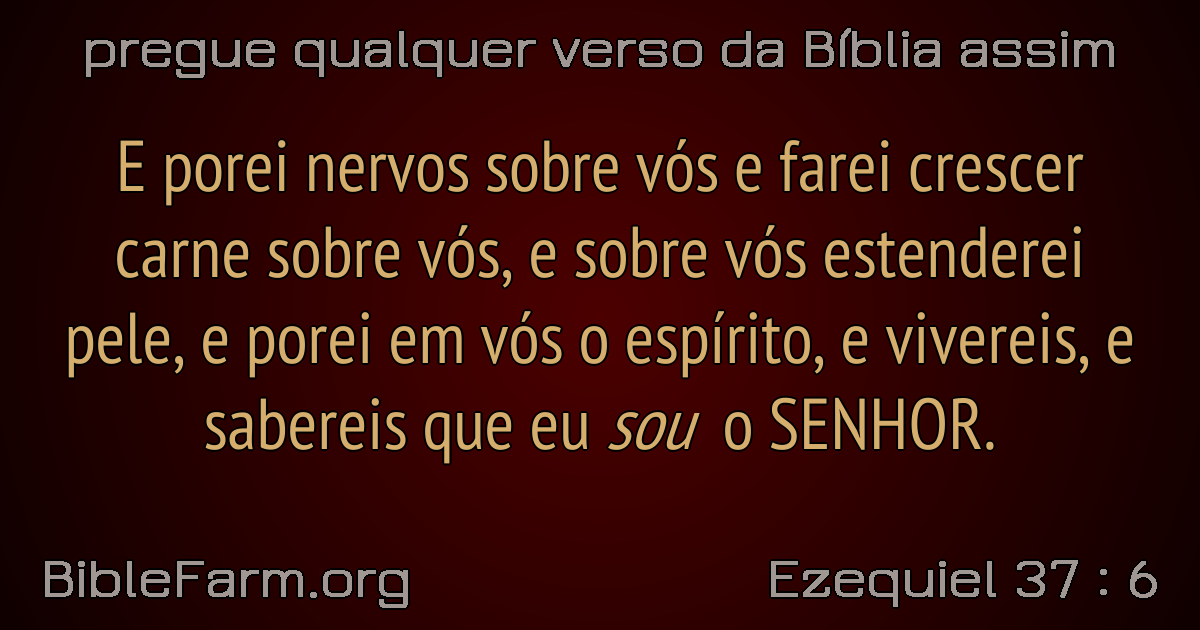 pregue qualquer verso da Bíblia assim
E porei nervos sobre vós e farei crescer
carne sobre vós, e sobre vós estenderei
pele, e porei em vós o espírito, e vivereis, e
sabereis que eu sou o SENHOR.
BibleFarm.org
Ezequiel 37 : 6